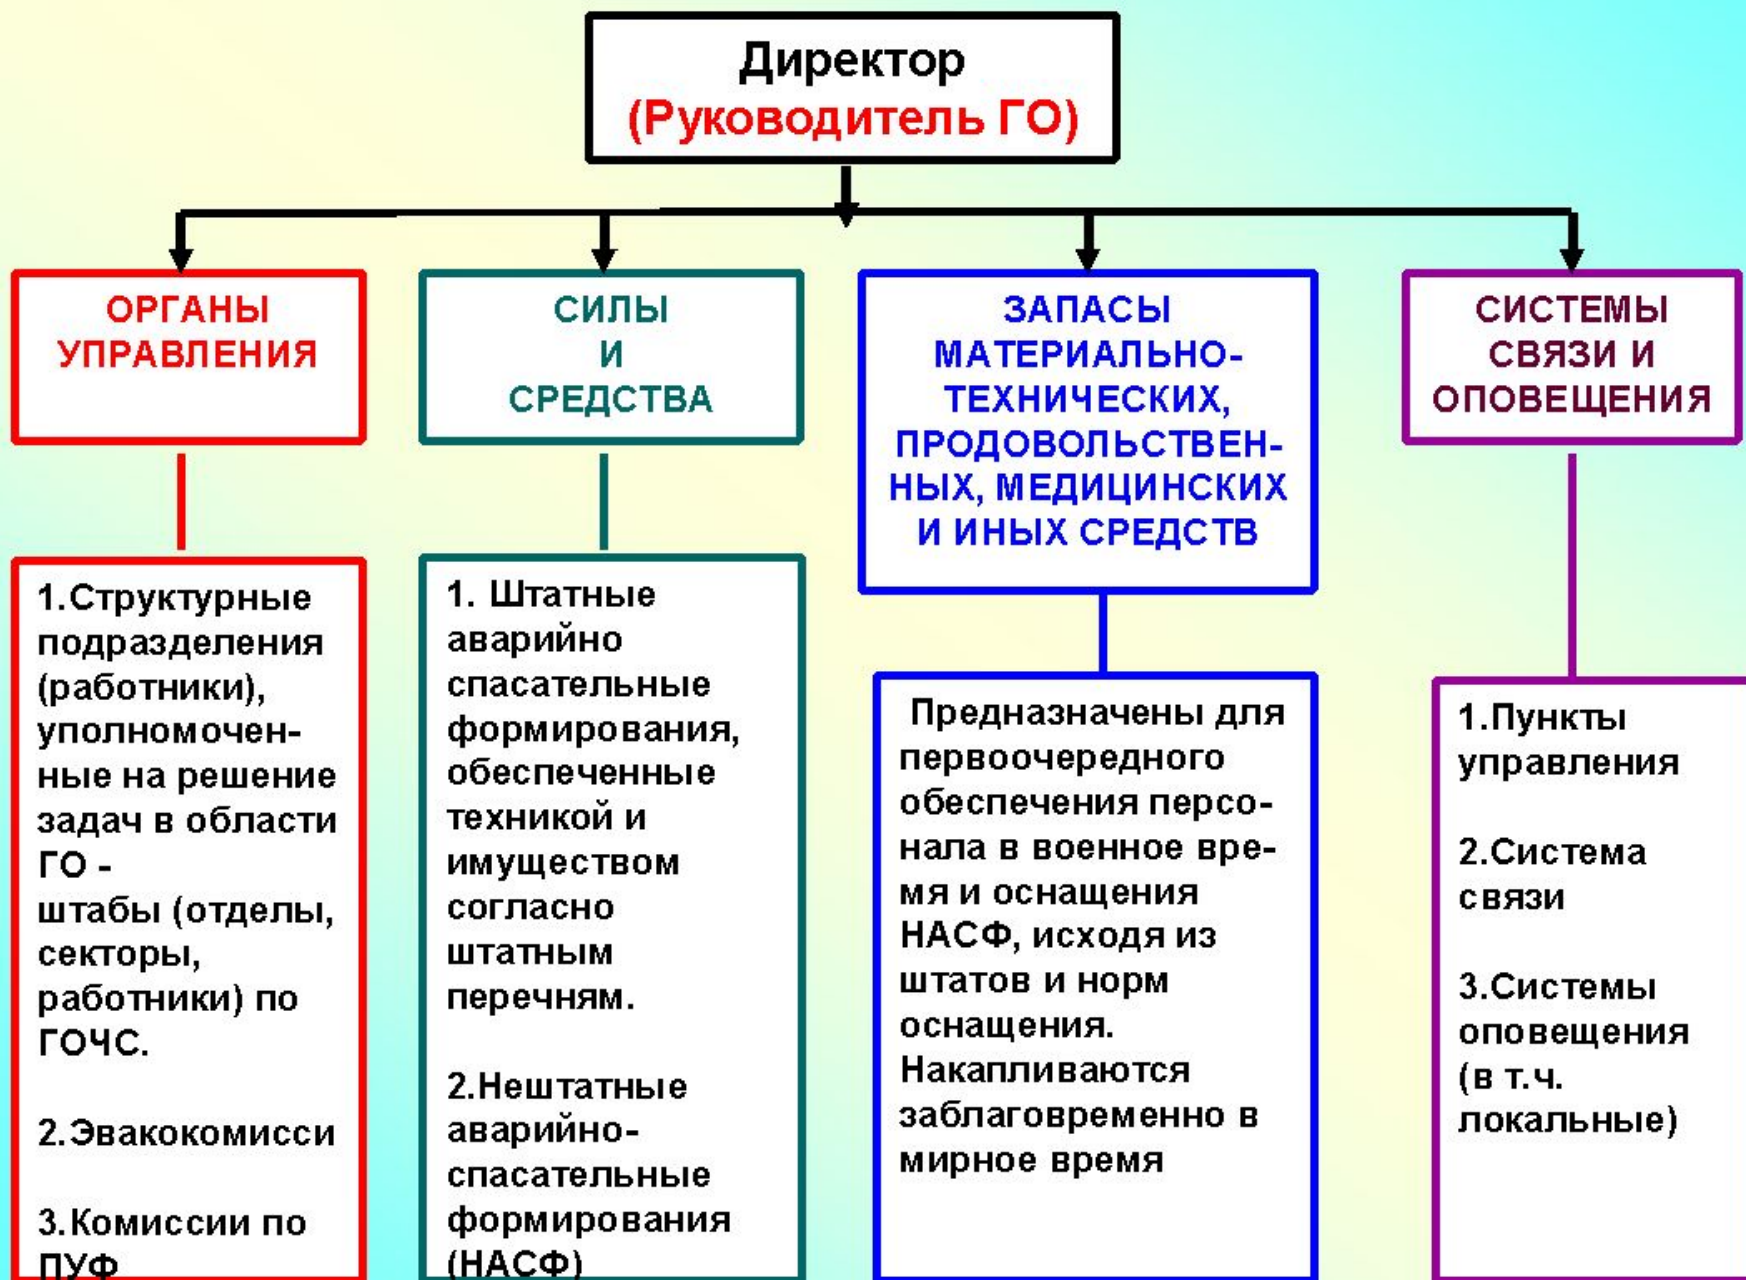 Директор
(Руководитель ГО)
ОРГАНЫ
УПРАВЛЕНИЯ
СИЛЫ
И
СРЕДСТВА
ЗАПАСЫ
МАТЕРИАЛЬНО-
ТЕХНИЧЕСКИХ,
ПРОДОВОЛЬСТВЕН-
НЫХ, МЕДИЦИНСКИХ
И ИНЫХ СРЕДСТВ
СИСТЕМЫ
СВЯЗИ И
ОПОВЕЩЕНИЯ
1.Структурные
подразделения
(работники),
уполномочен-
ные на решение
задач в области
ГО -
штабы (отделы,
секторы,
работники) по
ГОЧС.
2.Эвакокомисси
3.Комиссии по
ПУФ
1. Штатные
аварийно
спасательные
формирования,
обеспеченные
техникой и
имуществом
согласно
штатным
перечням.
2.Нештатные
аварийно-
спасательные
формирования
(НАСФ)
Предназначены для
первоочередного
обеспечения персо-
нала в военное вре-
мя и оснащения
НАСФ, исходя из
штатов и норм
оснащения.
Накапливаются
заблаговременно в
мирное время
1.Пункты
управления
2.Система
связи
3.Системы
оповещения
(в т.ч.
локальные)